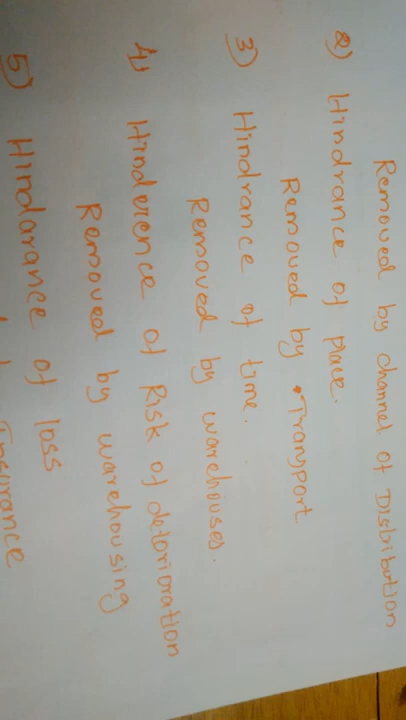 Removed by channel of Distribution
2) Hindrance of place.
Removed by Transport
3) Hindrance of time.
Removed by warehouses.
4) Hinderence of Risk of detorioration
Removed by warehousing
5) Hindarance of loss
Insurance